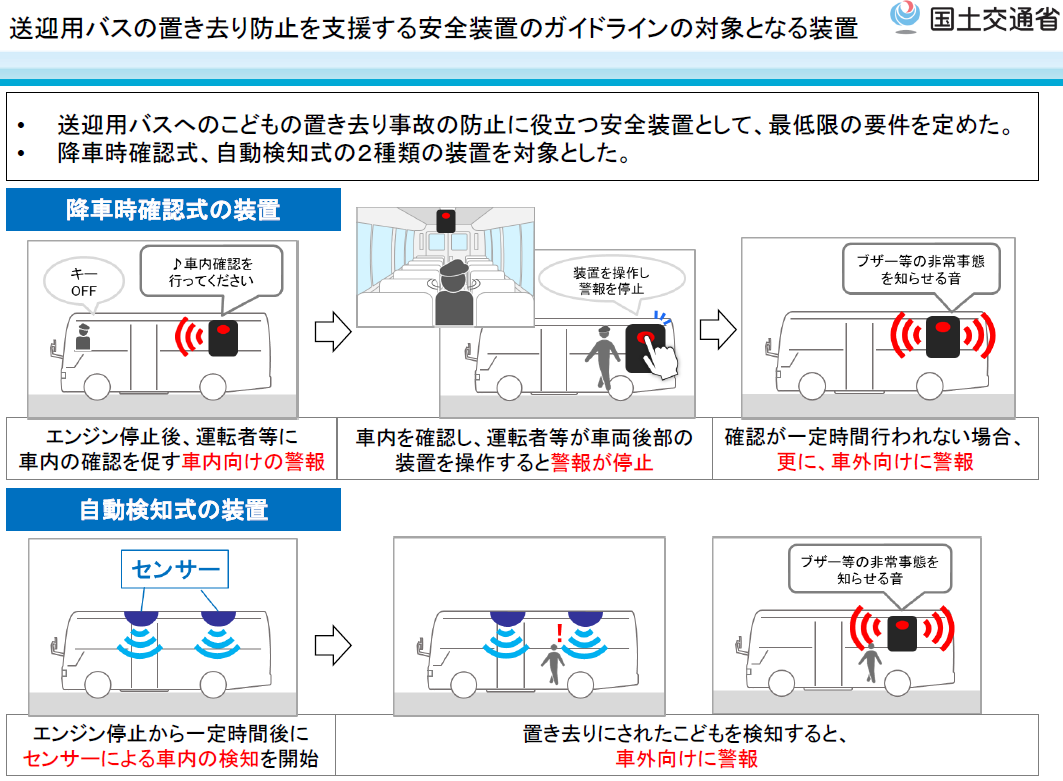 送迎用バスの置き去り防止を支援する安全装置のガイドラインの対象となる装置
国土交通省
• 送迎用バスへのこどもの置き去り事故の防止に役立つ安全装置として、最低限の要件を定めた。
• 降車時確認式、自動検知式の2種類の装置を対象とした。
降車時確認式の装置
キー
OFF
♪車内確認を
行ってください
装置を操作し
警報を停止
ブザー等の非常事態
を知らせる音
エンジン停止後、運転者等に
車内の確認を促す車内向けの警報
車内を確認し、運転者等が車両後部の
装置を操作すると警報が停止
確認が一定時間行われない場合、
更に、車外向けに警報
自動検知式の装置
センサー
!
ブザー等の非常事態を
知らせる音
エンジン停止から一定時間後に
センサーによる車内の検知を開始
置き去りにされたこどもを検知すると、
車外向けに警報